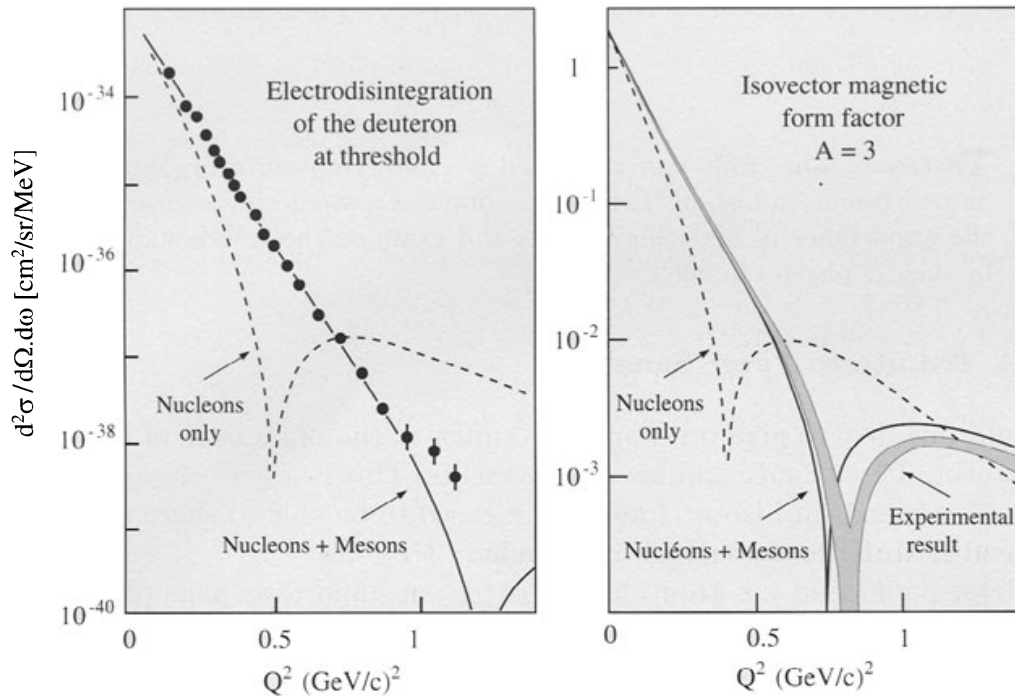 Electrodisintegration
of the deuteron
at threshold
d²σ/dΩ.dω [cm²/sr/MeV]
10⁻³⁴
10⁻³⁶
10⁻³⁸
10⁻⁴⁰
Nucleons
only
Nucleons + Mesons
0 0.5 1
Q² (GeV/c)²
Isovector magnetic
form factor
A = 3
1
10⁻¹
10⁻²
10⁻³
Nucleons
only
Nucleons + Mesons
Experimental
result
0 0.5 1
Q² (GeV/c)²